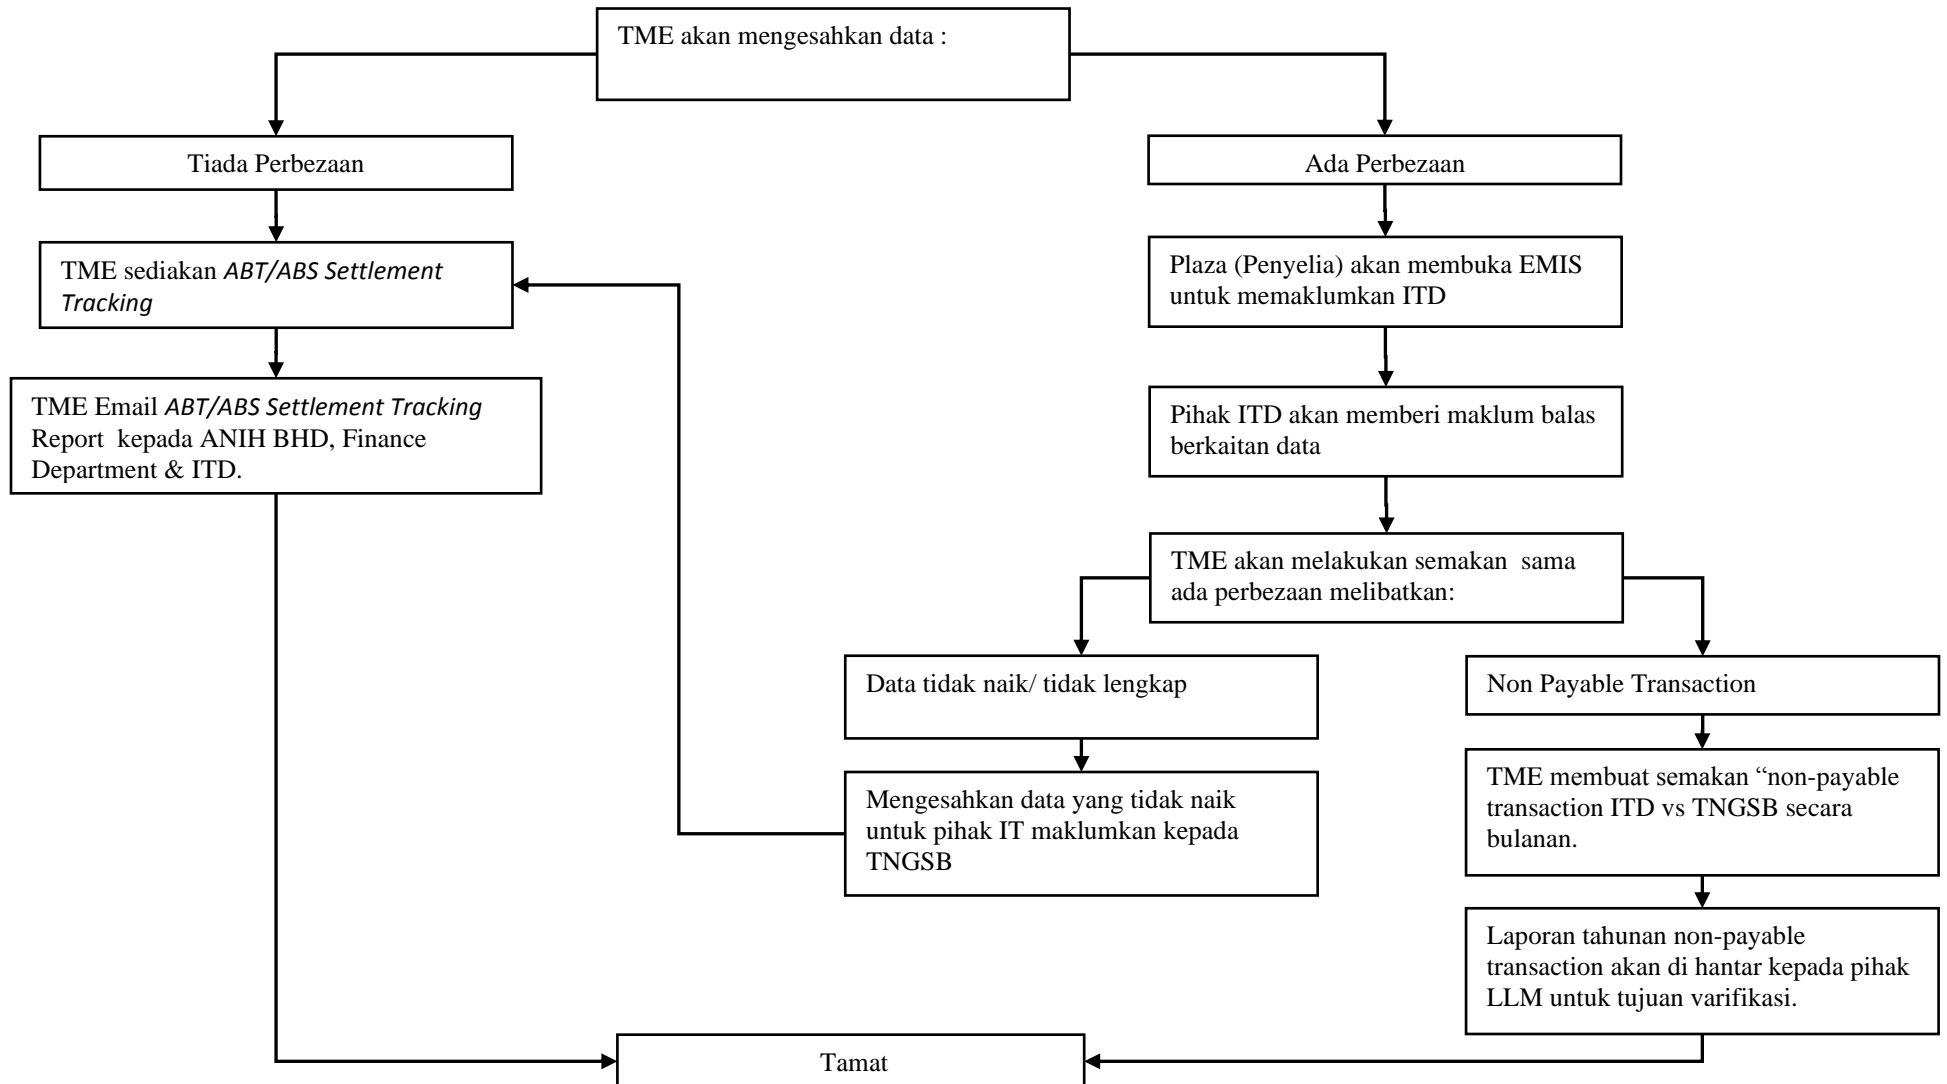 TME akan mengesahkan data :
Tiada Perbezaan
Ada Perbezaan
TME sediakan ABT/ABS Settlement
Tracking
Plaza (Penyelia) akan membuka EMIS
untuk memaklumkan ITD
TME Email ABT/ABS Settlement Tracking
Report kepada ANIH BHD, Finance
Department & ITD.
Pihak ITD akan memberi maklum balas
berkaitan data
TME akan melakukan semakan sama
ada perbezaan melibatkan:
Data tidak naik/ tidak lengkap
Non Payable Transaction
Mengesahkan data yang tidak naik
untuk pihak IT maklumkan kepada
TNGSB
TME membuat semakan “non-payable
transaction ITD vs TNGSB secara
bulanan.
Laporan tahunan non-payable
transaction akan di hantar kepada pihak
LLM untuk tujuan varifikasi.
Tamat